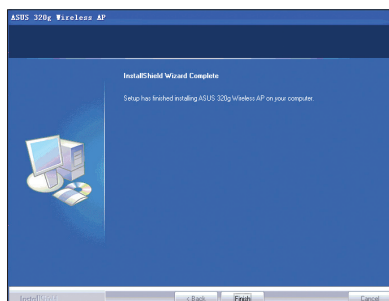 ASUS 320g Wireless AP
InstallShield Wizard Complete
Setup has finished installing ASUS 320g Wireless AP on your computer.
InstallShield
< Back
Finish
Cancel